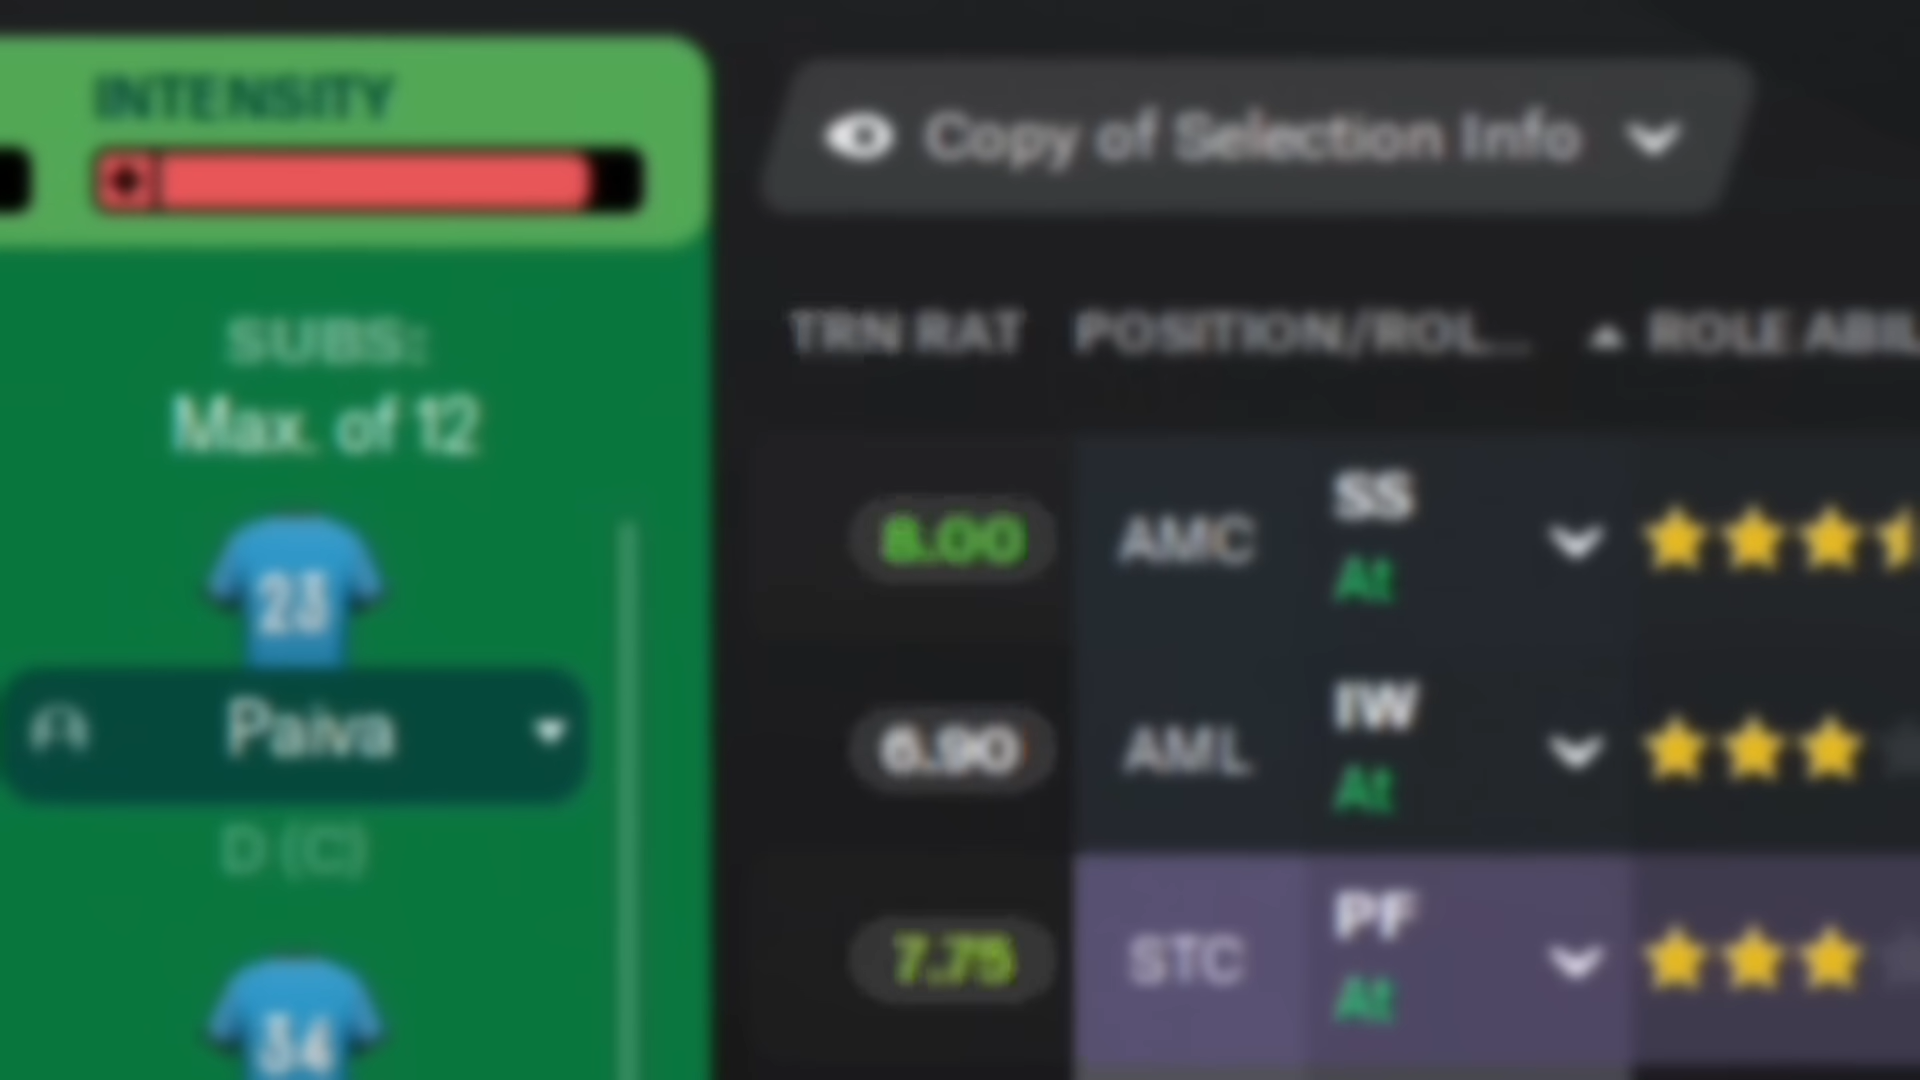 INTENSITY
SUBS:
Max. of 12
23
Paiva
D (C)
34
Copy of Selection Info
TRN RAT POSITION/ROL... ROLE ABIL
8.00 AMC SS
At
6.90 AML IW
At
7.75 STC PF
At